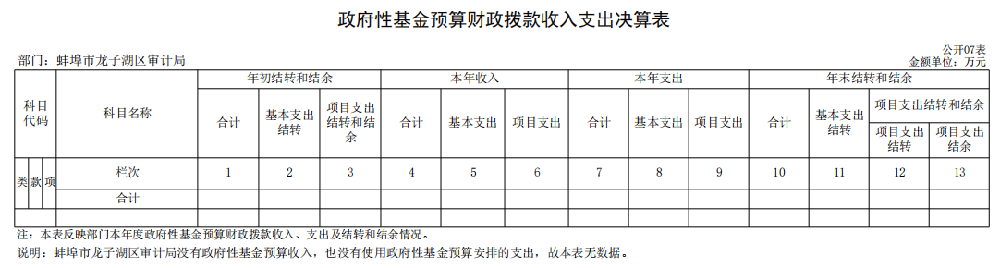 政府性基金预算财政拨款收入支出决算表
公开07表
部门：蚌埠市龙子湖区审计局 金额单位：万元
科目代码 科目名称 年初结转和结余 本年收入 本年支出 年末结转和结余
合计 基本支出结转 项目支出结转和结余 合计 基本支出 项目支出 合计 基本支出 项目支出 合计 基本支出结转 项目支出结转和结余
项目支出结转 项目支出结余
类 款 项 栏次 1 2 3 4 5 6 7 8 9 10 11 12 13
合计
注：本表反映部门本年度政府性基金预算财政拨款收入、支出及结转和结余情况。
说明：蚌埠市龙子湖区审计局没有政府性基金预算收入，也没有使用政府性基金预算安排的支出，故本表无数据。